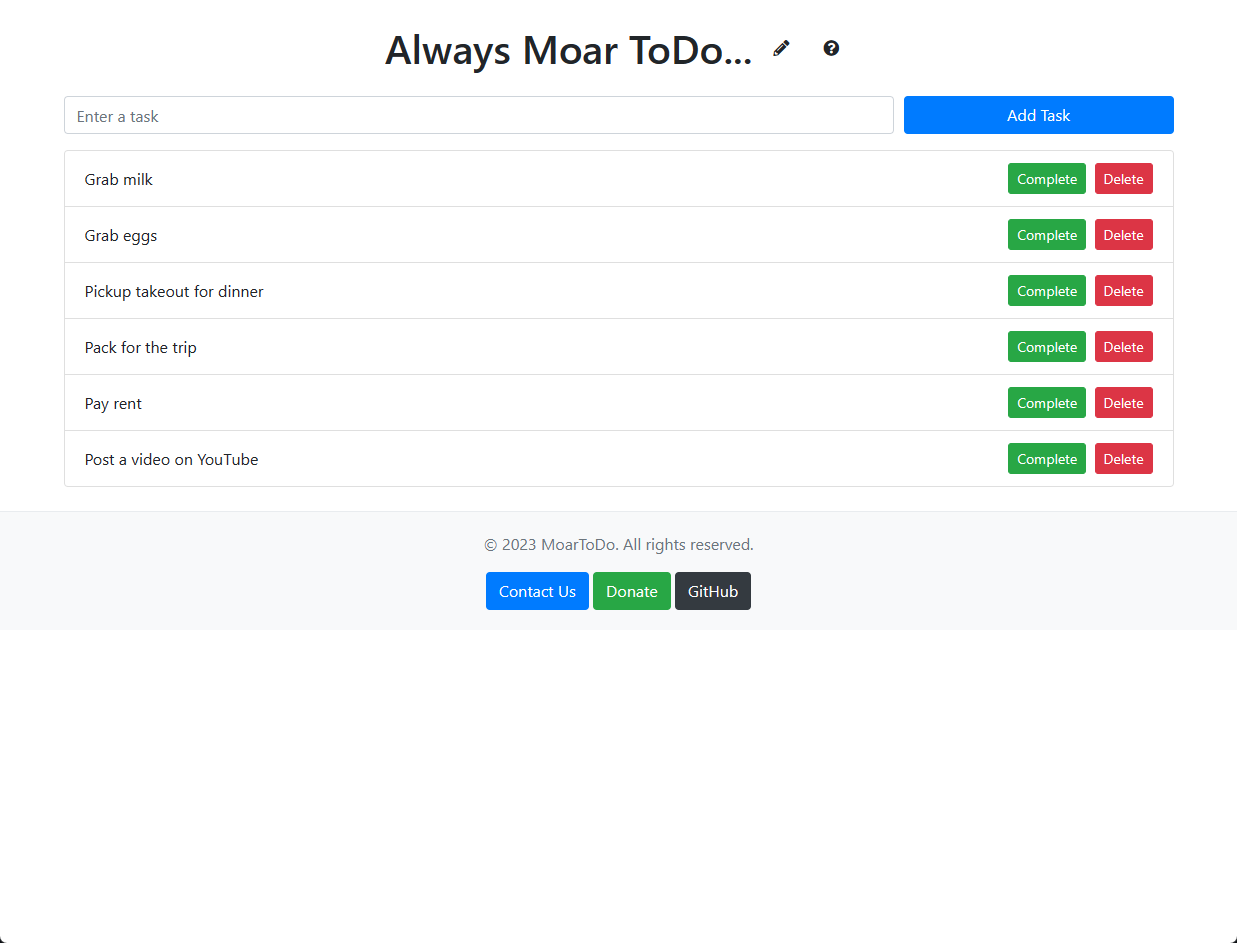 Always Moar ToDo...
Enter a task
Add Task
Grab milk Complete Delete
Grab eggs Complete Delete
Pickup takeout for dinner Complete Delete
Pack for the trip Complete Delete
Pay rent Complete Delete
Post a video on YouTube Complete Delete
© 2023 MoarToDo. All rights reserved.
Contact Us Donate GitHub